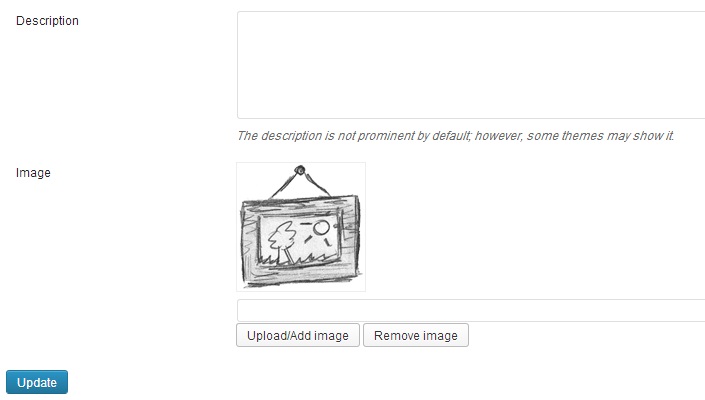 Description
The description is not prominent by default; however, some themes may show it.
Image
Upload/Add image Remove image
Update